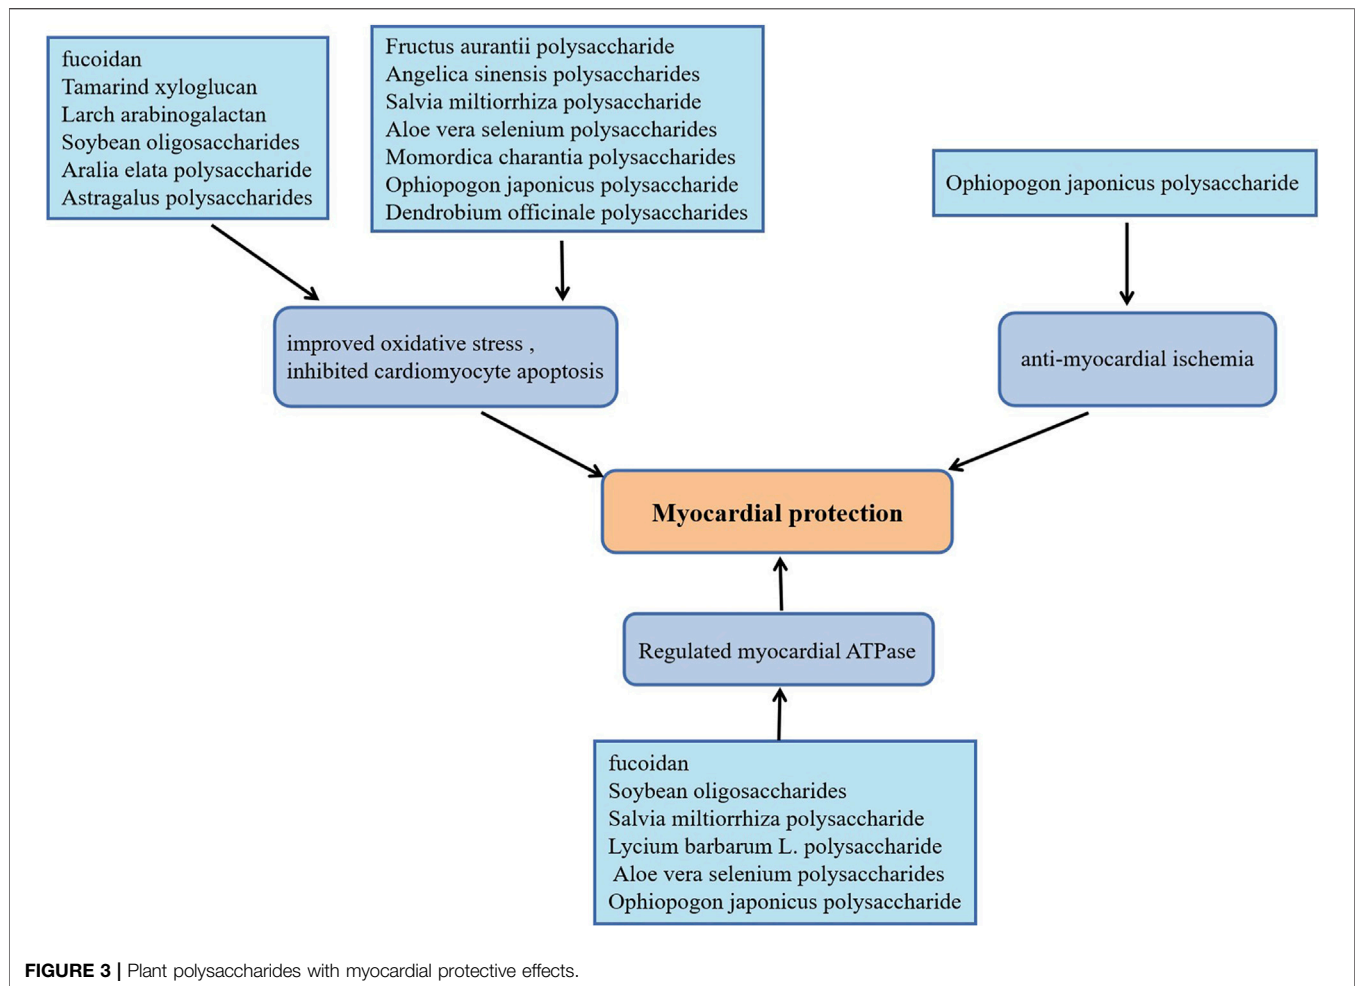 fucoidan
Tamarind xyloglucan
Larch arabinogalactan
Soybean oligosaccharides
Aralia elata polysaccharide
Astragalus polysaccharides
Fructus aurantii polysaccharide
Angelica sinensis polysaccharides
Salvia miltiorrhiza polysaccharide
Aloe vera selenium polysaccharides
Momordica charantia polysaccharides
Ophiopogon japonicus polysaccharide
Dendrobium officinale polysaccharides
Ophiopogon japonicus polysaccharide
improved oxidative stress ,
inhibited cardiomyocyte apoptosis
anti-myocardial ischemia
Myocardial protection
Regulated myocardial ATPase
fucoidan
Soybean oligosaccharides
Salvia miltiorrhiza polysaccharide
Lycium barbarum L. polysaccharide
Aloe vera selenium polysaccharides
Ophiopogon japonicus polysaccharide
FIGURE 3 | Plant polysaccharides with myocardial protective effects.